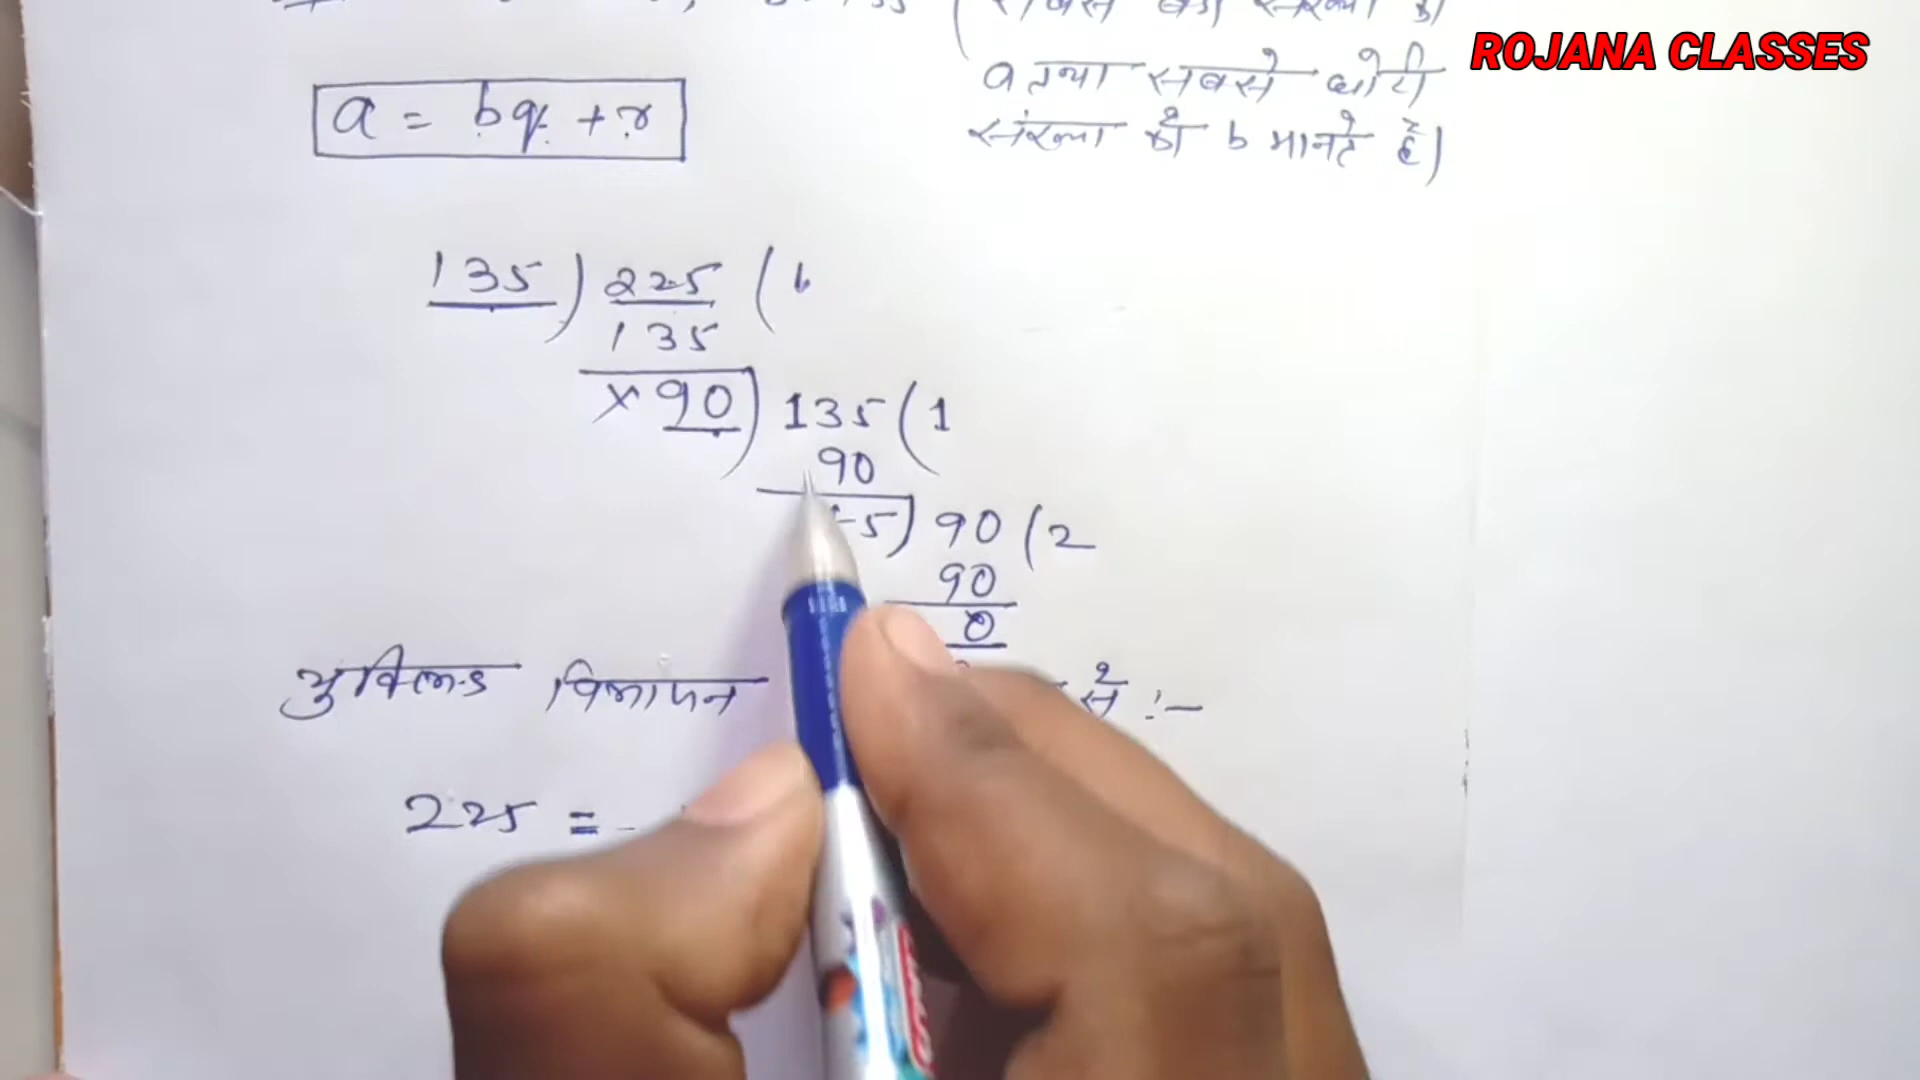 ROJANA CLASSES
a तथा सबसे छोटी
a = bq + r
संख्या को b मानते है)
135 ) 225 ( 1
135
× 90 ) 135 ( 1
90
5 ) 90 ( 2
90
0
युक्लिड विभाजन से :-
225 =